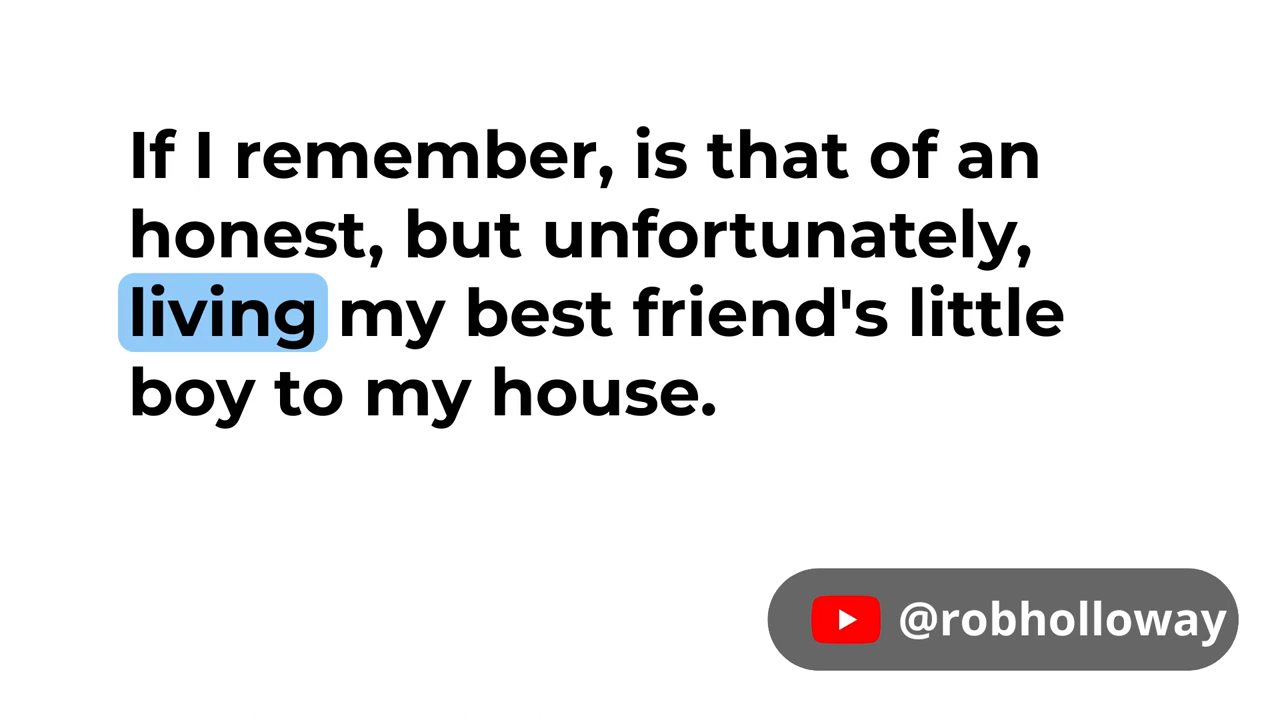 If I remember, is that of an
honest, but unfortunately,
living my best friend's little
boy to my house.
@robholloway